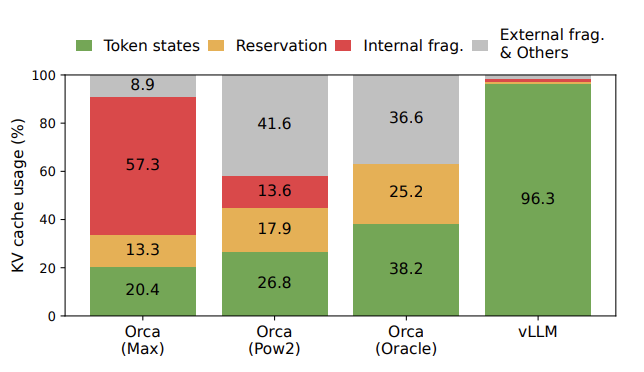 Token states
Reservation
Internal frag.
External frag.
& Others
KV cache usage (%)
100
80
60
40
20
0
8.9
57.3
13.3
20.4
41.6
13.6
17.9
26.8
36.6
25.2
38.2
96.3
Orca
(Max)
Orca
(Pow2)
Orca
(Oracle)
vLLM